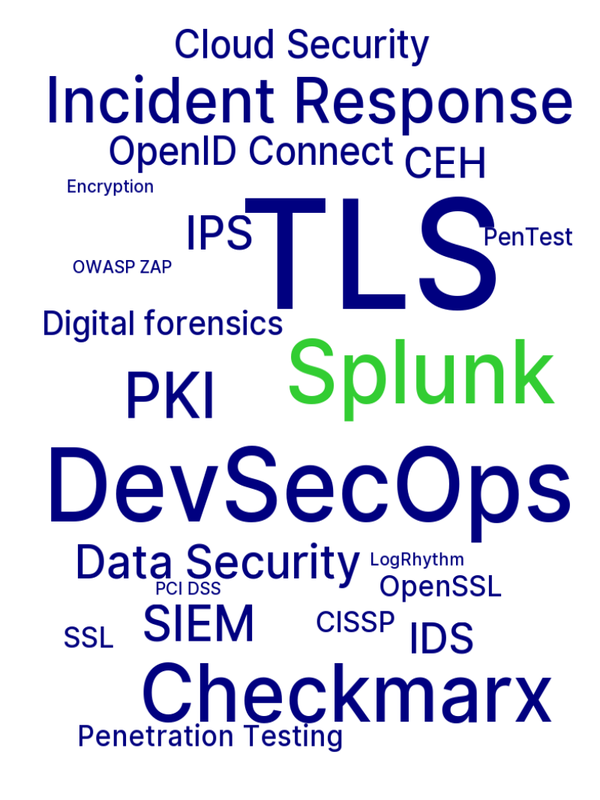 Cloud Security
Incident Response
OpenID Connect
CEH
Encryption
TLS
IPS
PenTest
OWASP ZAP
Digital forensics
Splunk
PKI
DevSecOps
Data Security
LogRhythm
PCI DSS
OpenSSL
SIEM
CISSP
SSL
IDS
Checkmarx
Penetration Testing